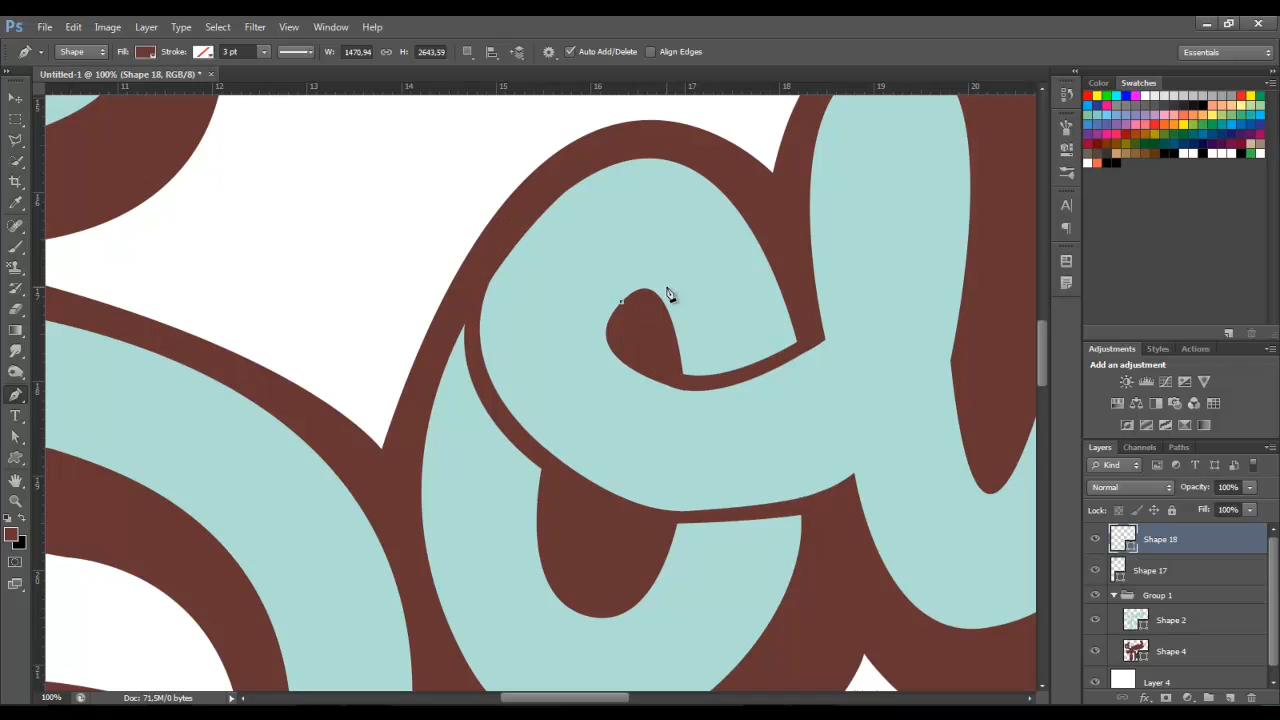 Ps File Edit Image Layer Type Select Filter View Window Help
Shape Fill: Stroke: 3 pt W: 1470,94 H: 2643,59 Auto Add/Delete Align Edges Essentials
Untitled-1 @ 100% (Shape 18, RGB/8) * ×
11 12 13 14 15 16 17 18 19 20
Color Swatches
Adjustments Styles Actions
Add an adjustment
Layers Channels Paths
Kind
Normal Opacity: 100%
Lock: Fill: 100%
Shape 18
Shape 17
Group 1
Shape 2
Shape 4
Layer 4
100% Doc: 71,5M/0 bytes